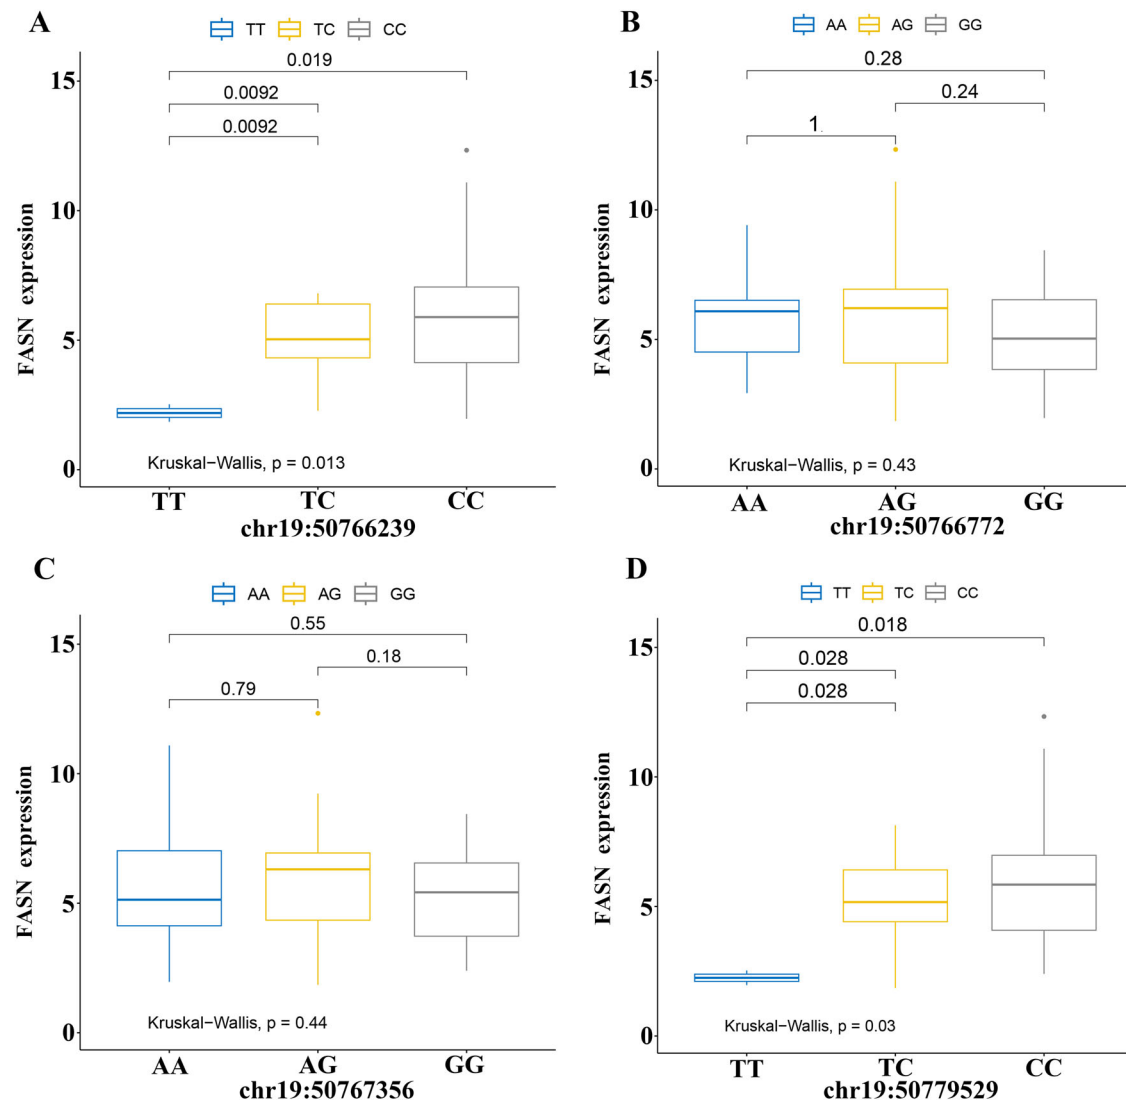 A
TT TC CC
0.019
0.0092
0.0092
15
10
5
0
FASN expression
Kruskal−Wallis, p = 0.013
TT TC CC
chr19:50766239
B
AA AG GG
0.28
0.24
1
15
10
5
0
FASN expression
Kruskal−Wallis, p = 0.43
AA AG GG
chr19:50766772
C
AA AG GG
0.55
0.18
0.79
15
10
5
0
FASN expression
Kruskal−Wallis, p = 0.44
AA AG GG
chr19:50767356
D
TT TC CC
0.018
0.028
0.028
15
10
5
0
FASN expression
Kruskal−Wallis, p = 0.03
TT TC CC
chr19:50779529